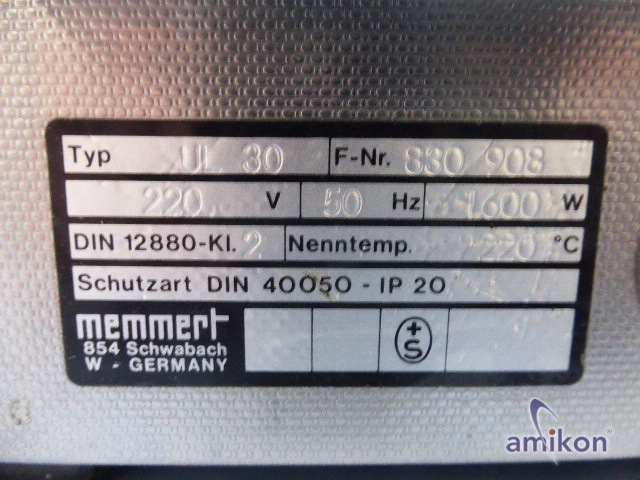 Typ UL 30 F-Nr. 830 908
220 V 50 Hz 1600 W
DIN 12880-Kl. 2 Nenntemp. 220 °C
Schutzart DIN 40050 - IP 20
memmert
854 Schwabach
W - GERMANY
+S
amikon